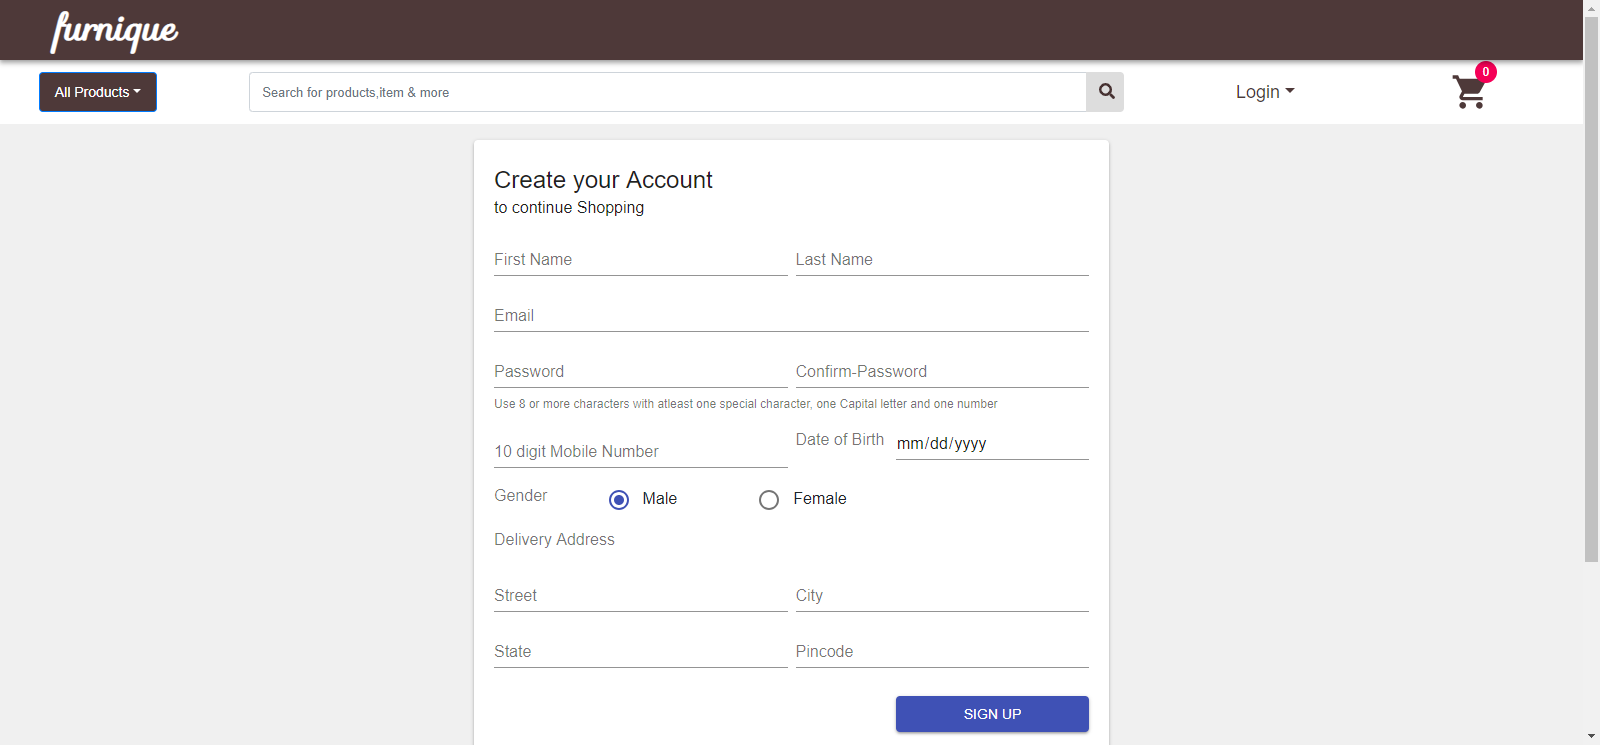 furnique
All Products
Search for products,item & more
Login
0
Create your Account
to continue Shopping
First Name
Last Name
Email
Password
Confirm-Password
Use 8 or more characters with atleast one special character, one Capital letter and one number
10 digit Mobile Number
Date of Birth
mm/dd/yyyy
Gender
Male
Female
Delivery Address
Street
City
State
Pincode
SIGN UP